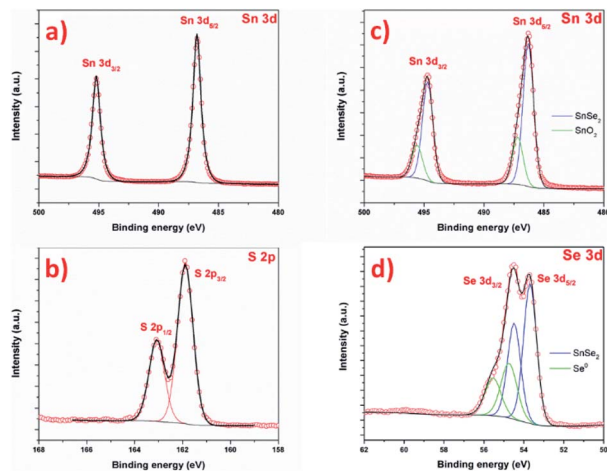 a)
Sn 3d
Sn 3d5/2
Sn 3d3/2
Intensity (a.u.)
500 495 490 485 480
Binding energy (eV)
c)
Sn 3d
Sn 3d5/2
Sn 3d3/2
SnSe2
SnO2
Intensity (a.u.)
500 495 490 485 480
Binding energy (eV)
b)
S 2p
S 2p3/2
S 2p1/2
Intensity (a.u.)
168 166 164 162 160 158
Binding energy (eV)
d)
Se 3d
Se 3d3/2
Se 3d5/2
SnSe2
Se0
Intensity (a.u.)
62 60 58 56 54 52 50
Binding energy (eV)